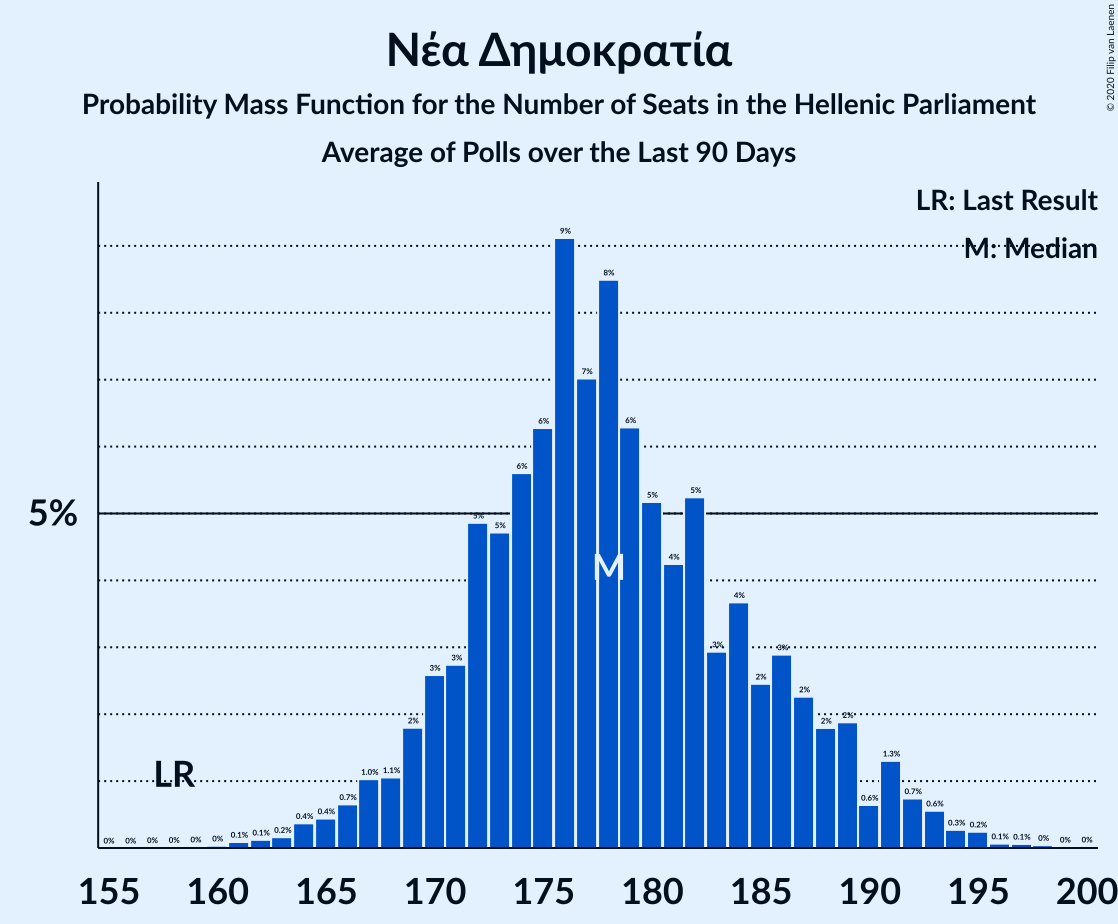 Νέα Δημοκρατία
Probability Mass Function for the Number of Seats in the Hellenic Parliament
Average of Polls over the Last 90 Days
© 2020 Filip van Laenen
LR: Last Result
M: Median
5%
LR
M
0% 0% 0% 0% 0% 0% 0.1% 0.1% 0.2% 0.4% 0.4% 0.7% 1.0% 1.1% 2% 3% 3% 5% 5% 6% 6% 9% 7% 8% 6% 5% 4% 5% 3% 4% 2% 3% 2% 2% 2% 0.6% 1.3% 0.7% 0.6% 0.3% 0.2% 0.1% 0.1% 0% 0% 0%
155 160 165 170 175 180 185 190 195 200